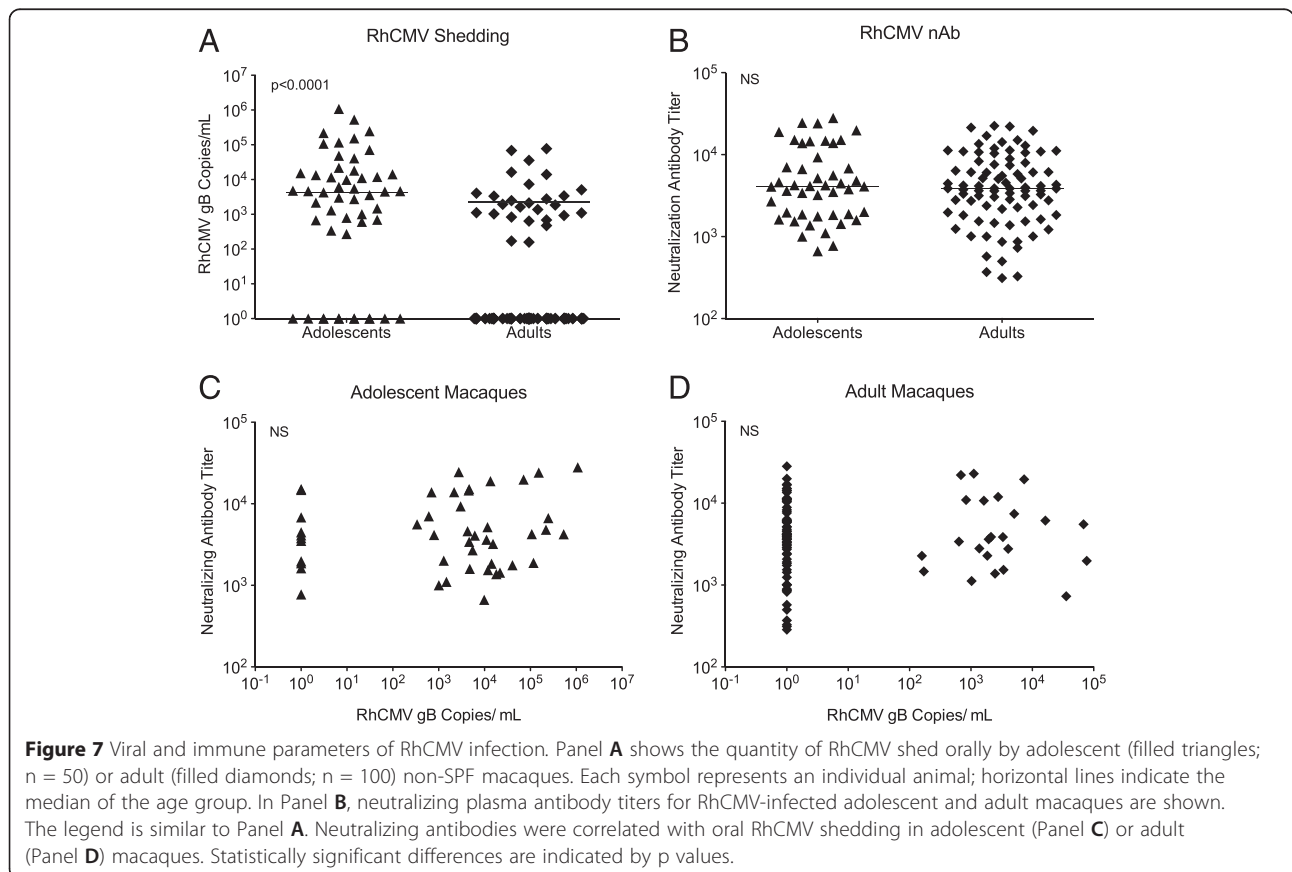 A
RhCMV Shedding
p<0.0001
RhCMV gB Copies/mL
10^7
10^6
10^5
10^4
10^3
10^2
10^1
10^0
Adolescents
Adults
B
RhCMV nAb
NS
Neutralization Antibody Titer
10^5
10^4
10^3
10^2
Adolescents
Adults
C
Adolescent Macaques
NS
Neutralizing Antibody Titer
10^5
10^4
10^3
10^2
10^-1 10^0 10^1 10^2 10^3 10^4 10^5 10^6 10^7
RhCMV gB Copies/ mL
D
Adult Macaques
NS
Neutralizing Antibody Titer
10^5
10^4
10^3
10^2
10^-1 10^0 10^1 10^2 10^3 10^4 10^5
RhCMV gB Copies/ mL
Figure 7 Viral and immune parameters of RhCMV infection. Panel A shows the quantity of RhCMV shed orally by adolescent (filled triangles;
n = 50) or adult (filled diamonds; n = 100) non-SPF macaques. Each symbol represents an individual animal; horizontal lines indicate the
median of the age group. In Panel B, neutralizing plasma antibody titers for RhCMV-infected adolescent and adult macaques are shown.
The legend is similar to Panel A. Neutralizing antibodies were correlated with oral RhCMV shedding in adolescent (Panel C) or adult
(Panel D) macaques. Statistically significant differences are indicated by p values.